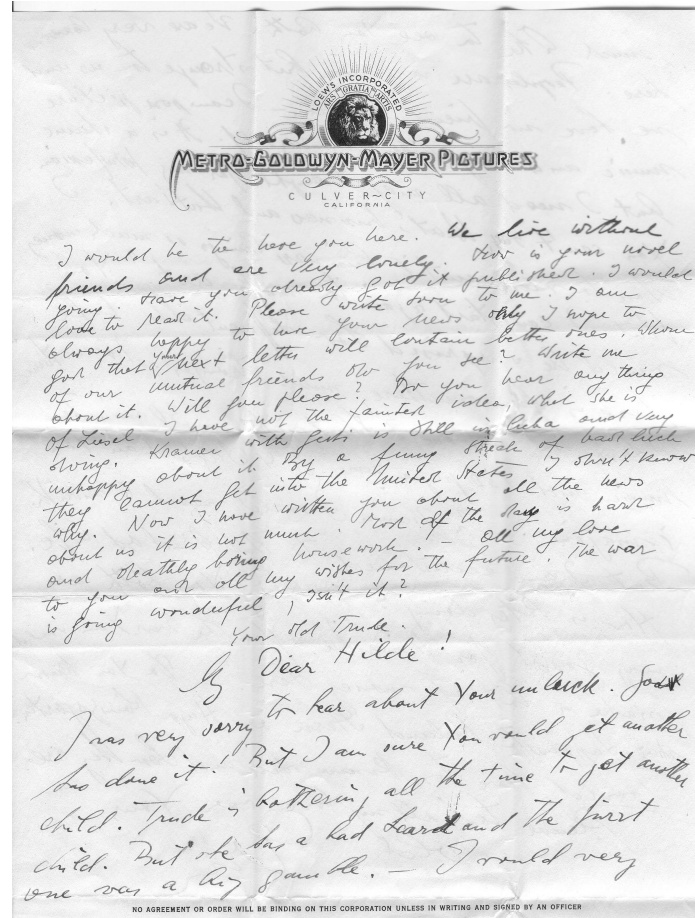 LOEW'S INCORPORATED
ARS GRATIA ARTIS
METRO-GOLDWYN-MAYER PICTURES
CULVER~CITY
CALIFORNIA
I would be to have you here. We live without
friends and are very lonely. How is your novel
going. Have you already got it published. I would
love to read it. Please write soon to me. I am
always happy to have your news only I hope to
god that your next letter will contain better ones. Whom
of our mutual friends do you see? Write me
about it. Will you please? Do you hear anything
of Liesel I have not the faintest idea, what she is
doing. Kramer with is still in Cuba and very
unhappy about it. By a funny streak of bad luck
they cannot get into the United States I don't know
why. Now I have written you about all the news
about us it is not much. Most of the day is hard
and deathly boring housework. – all my love
to you and all my wishes for the future. The war
is going wonderful, isn't it?
Your old Trude.
My Dear Hilde!
I was very sorry to hear about Your unluck. God
has done it! But I am sure You would get another
child. Trude is bothering all the time to get another
child. But she has a bad and the first
one was a big gamble. – I would very
NO AGREEMENT OR ORDER WILL BE BINDING ON THIS CORPORATION UNLESS IN WRITING AND SIGNED BY AN OFFICER